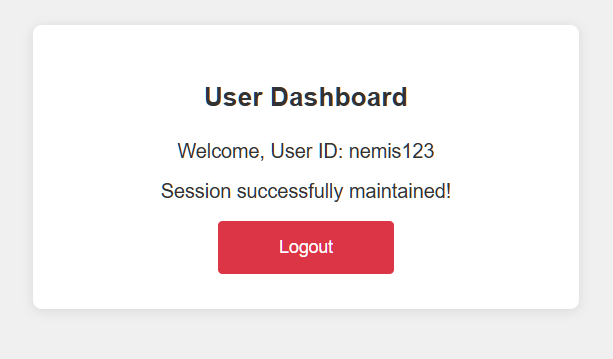 User Dashboard
Welcome, User ID: nemis123
Session successfully maintained!
Logout